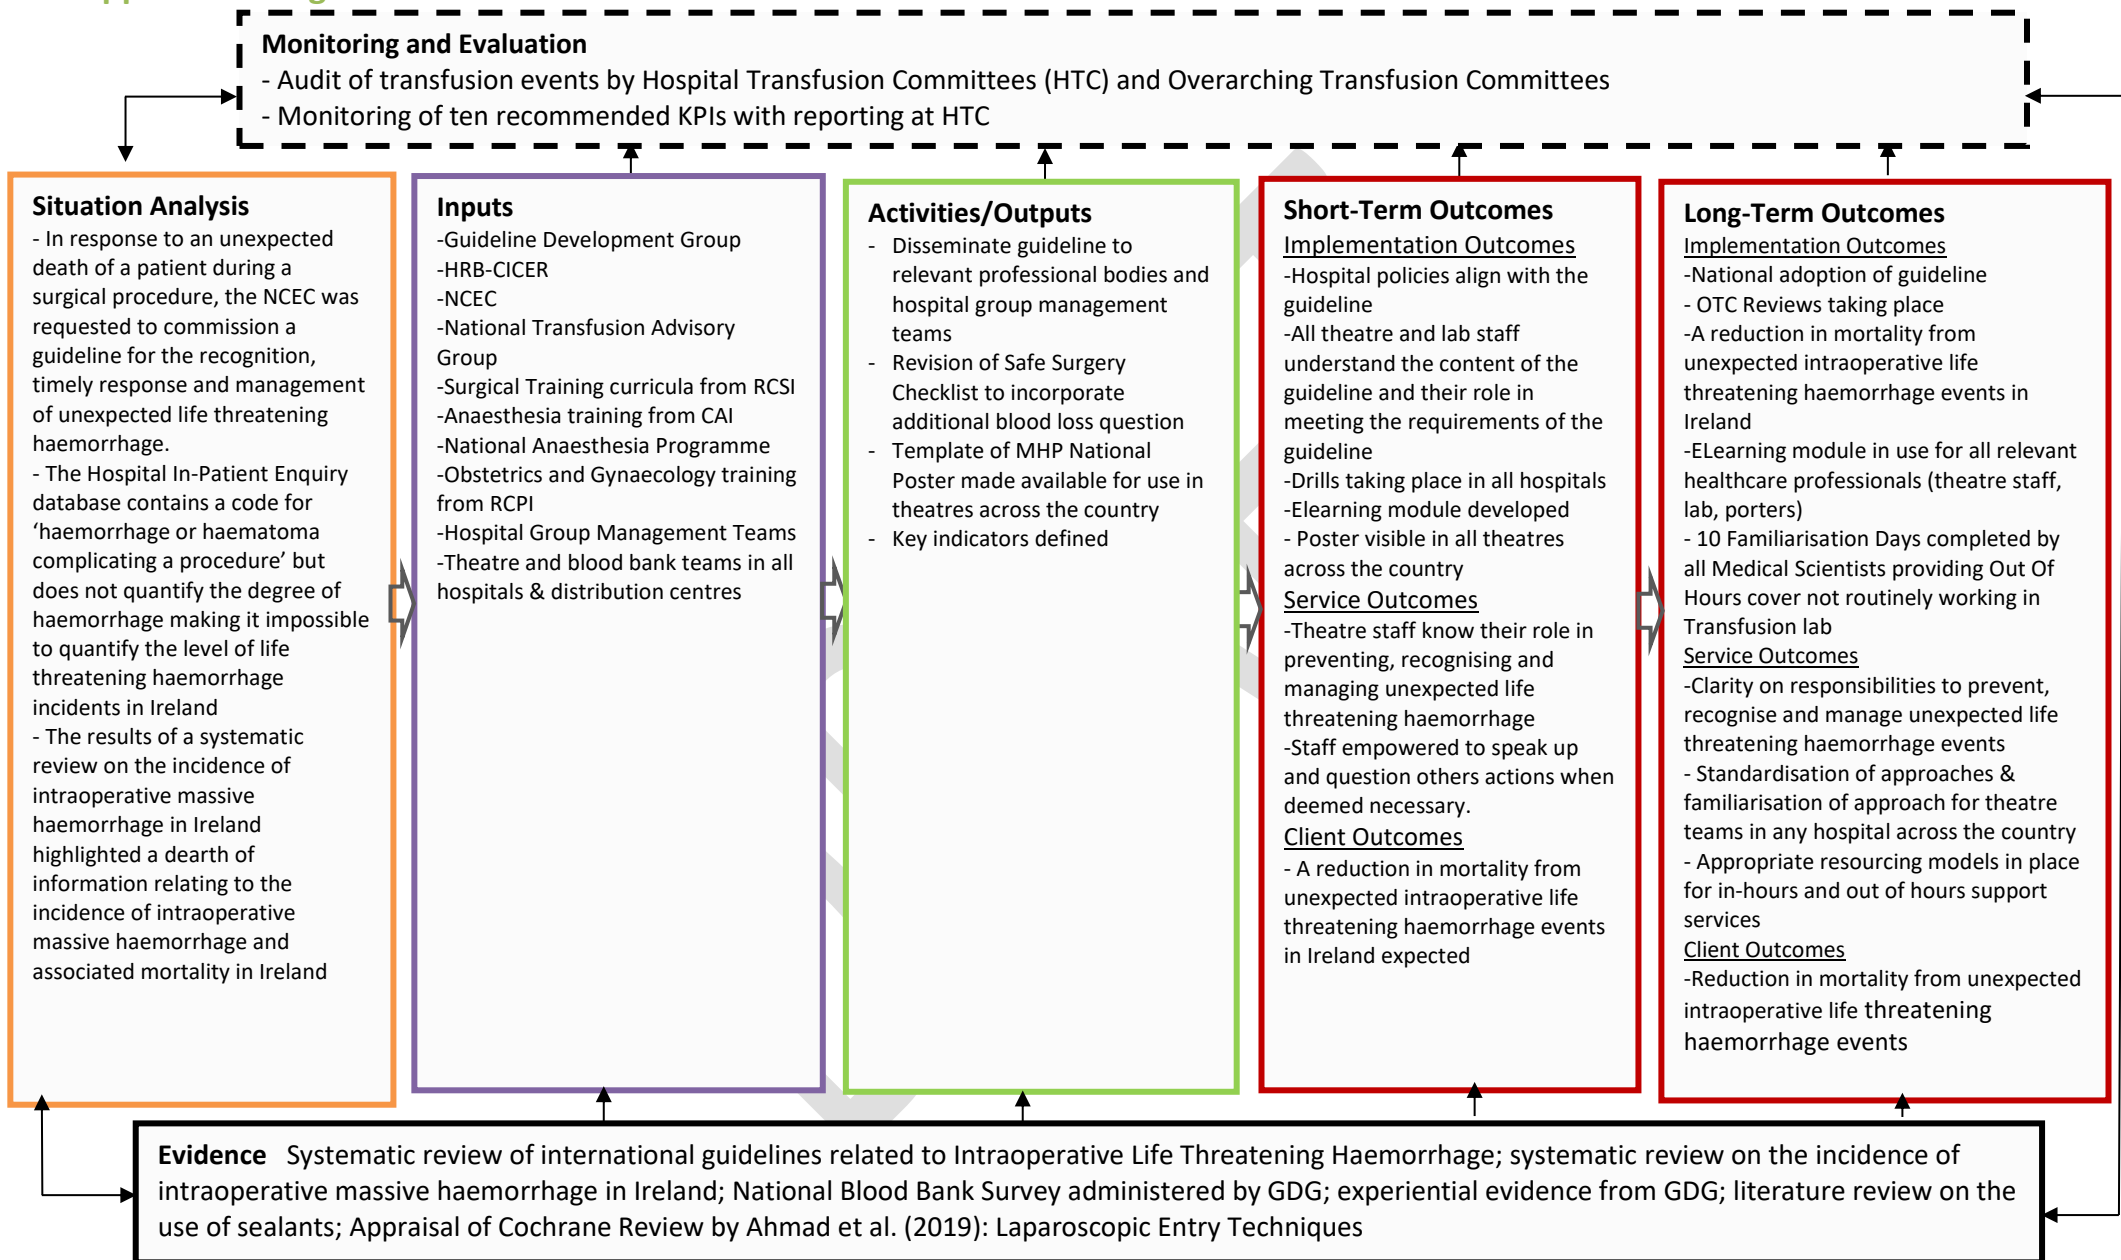 Monitoring and Evaluation
- Audit of transfusion events by Hospital Transfusion Committees (HTC) and Overarching Transfusion Committees
- Monitoring of ten recommended KPIs with reporting at HTC
Situation Analysis
- In response to an unexpected
death of a patient during a
surgical procedure, the NCEC was
requested to commission a
guideline for the recognition,
timely response and management
of unexpected life threatening
haemorrhage.
- The Hospital In-Patient Enquiry
database contains a code for
‘haemorrhage or haematoma
complicating a procedure’ but
does not quantify the degree of
haemorrhage making it impossible
to quantify the level of life
threatening haemorrhage
incidents in Ireland
- The results of a systematic
review on the incidence of
intraoperative massive
haemorrhage in Ireland
highlighted a dearth of
information relating to the
incidence of intraoperative
massive haemorrhage and
associated mortality in Ireland
Inputs
-Guideline Development Group
-HRB-CICER
-NCEC
-National Transfusion Advisory
Group
-Surgical Training curricula from RCSI
-Anaesthesia training from CAI
-National Anaesthesia Programme
-Obstetrics and Gynaecology training
from RCPI
-Hospital Group Management Teams
-Theatre and blood bank teams in all
hospitals & distribution centres
Activities/Outputs
- Disseminate guideline to
relevant professional bodies and
hospital group management
teams
- Revision of Safe Surgery
Checklist to incorporate
additional blood loss question
- Template of MHP National
Poster made available for use in
theatres across the country
- Key indicators defined
Short-Term Outcomes
Implementation Outcomes
-Hospital policies align with the
guideline
-All theatre and lab staff
understand the content of the
guideline and their role in
meeting the requirements of the
guideline
-Drills taking place in all hospitals
-Elearning module developed
- Poster visible in all theatres
across the country
Service Outcomes
-Theatre staff know their role in
preventing, recognising and
managing unexpected life
threatening haemorrhage
-Staff empowered to speak up
and question others actions when
deemed necessary.
Client Outcomes
- A reduction in mortality from
unexpected intraoperative life
threatening haemorrhage events
in Ireland expected
Long-Term Outcomes
Implementation Outcomes
-National adoption of guideline
- OTC Reviews taking place
-A reduction in mortality from
unexpected intraoperative life
threatening haemorrhage events in
Ireland
-ELearning module in use for all relevant
healthcare professionals (theatre staff,
lab, porters)
- 10 Familiarisation Days completed by
all Medical Scientists providing Out Of
Hours cover not routinely working in
Transfusion lab
Service Outcomes
-Clarity on responsibilities to prevent,
recognise and manage unexpected life
threatening haemorrhage events
- Standardisation of approaches &
familiarisation of approach for theatre
teams in any hospital across the country
- Appropriate resourcing models in place
for in-hours and out of hours support
services
Client Outcomes
-Reduction in mortality from unexpected
intraoperative life threatening
haemorrhage events
Evidence Systematic review of international guidelines related to Intraoperative Life Threatening Haemorrhage; systematic review on the incidence of
intraoperative massive haemorrhage in Ireland; National Blood Bank Survey administered by GDG; experiential evidence from GDG; literature review on the
use of sealants; Appraisal of Cochrane Review by Ahmad et al. (2019): Laparoscopic Entry Techniques